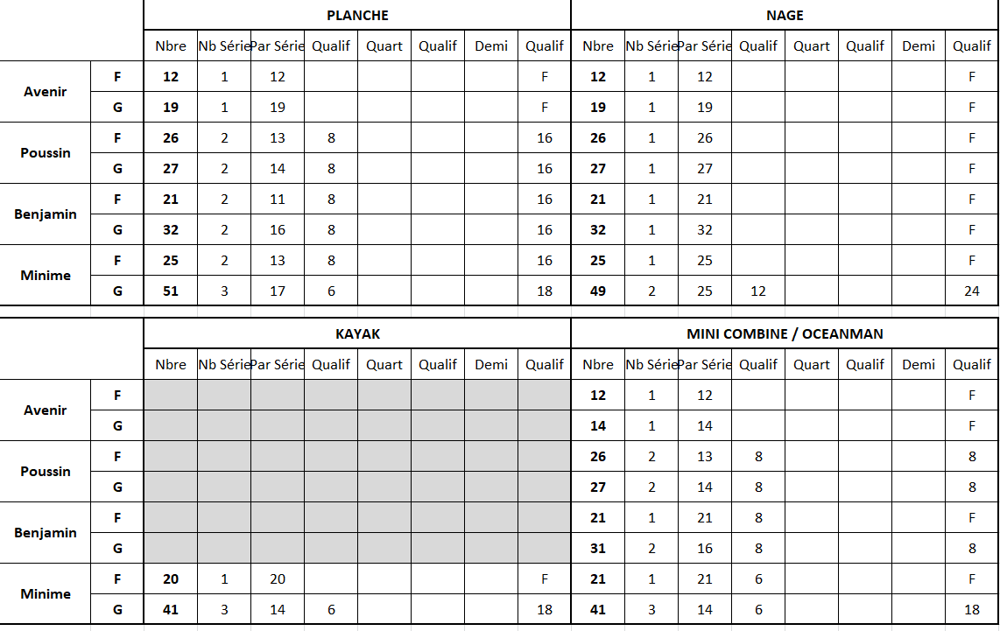 PLANCHE NAGE
Nbre Nb Série Par Série Qualif Quart Qualif Demi Qualif Nbre Nb Série Par Série Qualif Quart Qualif Demi Qualif
Avenir F 12 1 12 F 12 1 12 F
G 19 1 19 F 19 1 19 F
Poussin F 26 2 13 8 16 26 1 26 F
G 27 2 14 8 16 27 1 27 F
Benjamin F 21 2 11 8 16 21 1 21 F
G 32 2 16 8 16 32 1 32 F
Minime F 25 2 13 8 16 25 1 25 F
G 51 3 17 6 18 49 2 25 12 24
KAYAK MINI COMBINE / OCEANMAN
Nbre Nb Série Par Série Qualif Quart Qualif Demi Qualif Nbre Nb Série Par Série Qualif Quart Qualif Demi Qualif
Avenir F 12 1 12 F
G 14 1 14 F
Poussin F 26 2 13 8 8
G 27 2 14 8 8
Benjamin F 21 1 21 8 F
G 31 2 16 8 8
Minime F 20 1 20 F 21 1 21 6 F
G 41 3 14 6 18 41 3 14 6 18